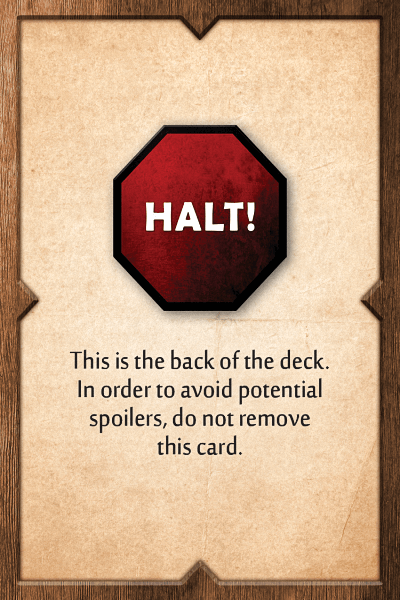 HALT!
This is the back of the deck.
In order to avoid potential
spoilers, do not remove
this card.